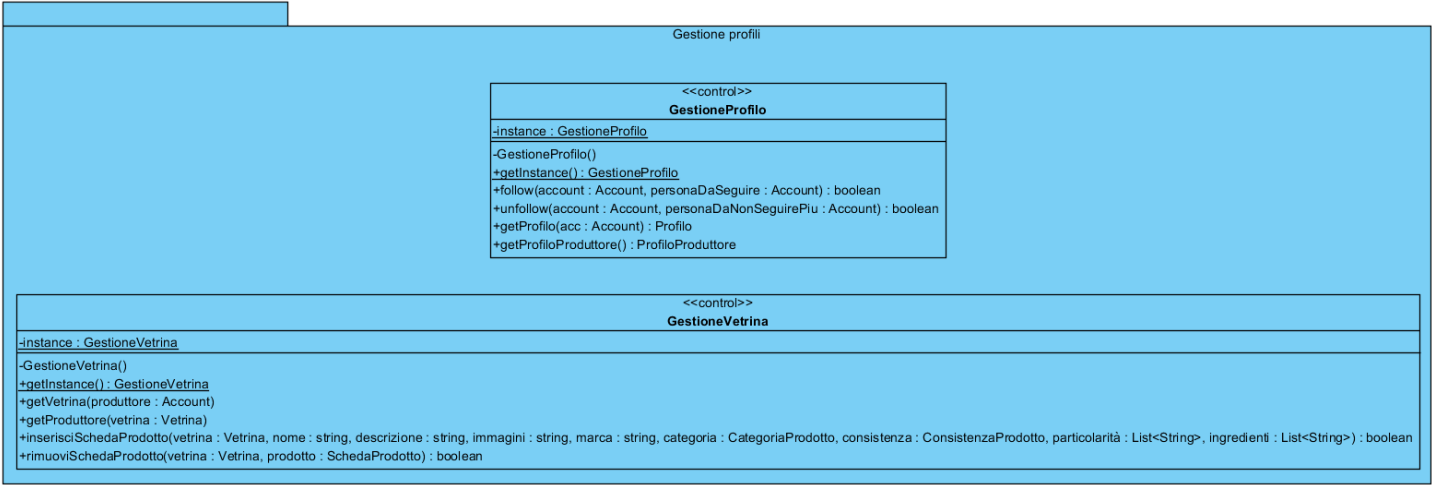 Gestione profili
<<control>>
GestioneProfilo
-instance : GestioneProfilo
-GestioneProfilo()
+getInstance() : GestioneProfilo
+follow(account : Account, personaDaSeguire : Account) : boolean
+unfollow(account : Account, personaDaNonSeguirePiu : Account) : boolean
+getProfilo(acc : Account) : Profilo
+getProfiloProduttore() : ProfiloProduttore
<<control>>
GestioneVetrina
-instance : GestioneVetrina
-GestioneVetrina()
+getInstance() : GestioneVetrina
+getVetrina(produttore : Account)
+getProduttore(vetrina : Vetrina)
+inserisciSchedaProdotto(vetrina : Vetrina, nome : string, descrizione : string, immagini : string, marca : string, categoria : CategoriaProdotto, consistenza : ConsistenzaProdotto, particolarità : List<String>, ingredienti : List<String>) : boolean
+rimuoviSchedaProdotto(vetrina : Vetrina, prodotto : SchedaProdotto) : boolean